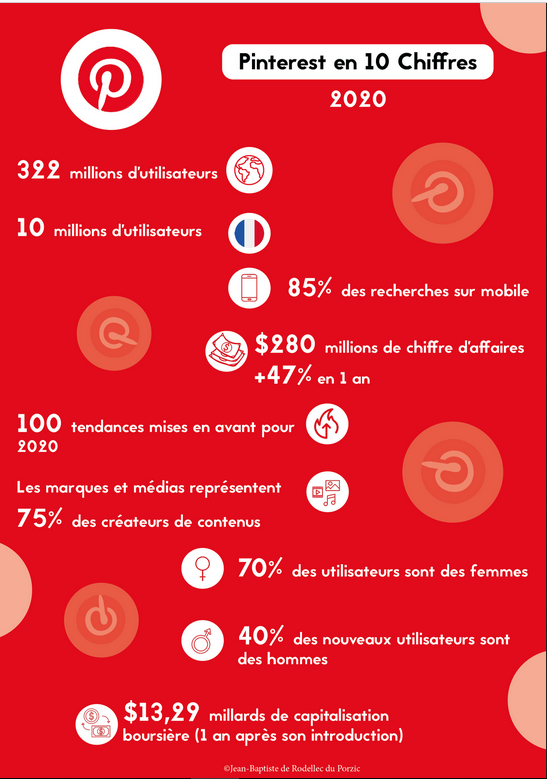 Pinterest en 10 Chiffres
2020
322 millions d'utilisateurs
10 millions d'utilisateurs
85% des recherches sur mobile
$280 millions de chiffre d'affaires
+47% en 1 an
100 tendances mises en avant pour
2020
Les marques et médias représentent
75% des créateurs de contenus
70% des utilisateurs sont des femmes
40% des nouveaux utilisateurs sont
des hommes
$13,29 millards de capitalisation
boursière (1 an après son introduction)
©Jean-Baptiste de Rodellec du Porzic